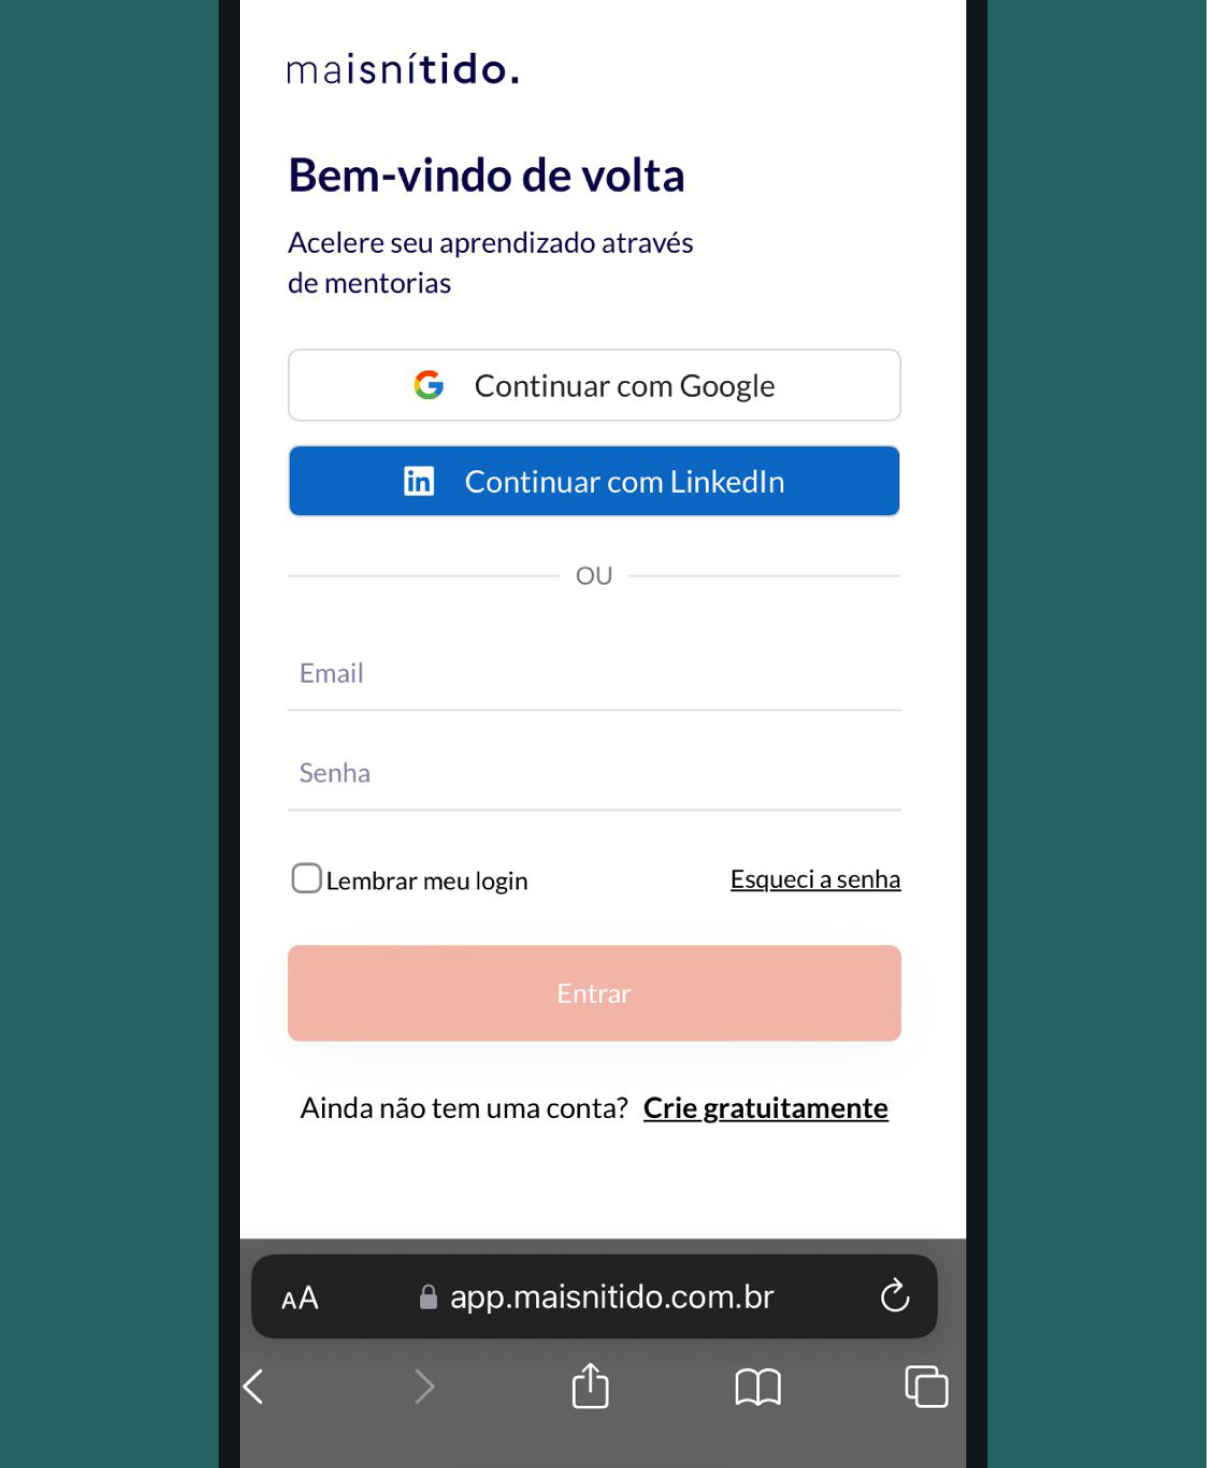 maisnítido.
Bem-vindo de volta
Acelere seu aprendizado através
de mentorias
Continuar com Google
in Continuar com LinkedIn
OU
Email
Senha
Lembrar meu login Esqueci a senha
Entrar
Ainda não tem uma conta? Crie gratuitamente
AA app.maisnitido.com.br